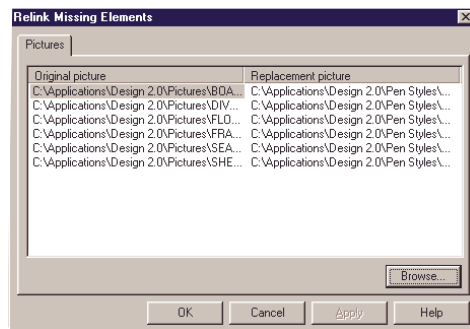 Relink Missing Elements
Pictures
Original picture Replacement picture
C:\Applications\Design 2.0\Pictures\BOA... C:\Applications\Design 2.0\Pen Styles\...
C:\Applications\Design 2.0\Pictures\DIV... C:\Applications\Design 2.0\Pen Styles\...
C:\Applications\Design 2.0\Pictures\FLO... C:\Applications\Design 2.0\Pen Styles\...
C:\Applications\Design 2.0\Pictures\FRA... C:\Applications\Design 2.0\Pen Styles\...
C:\Applications\Design 2.0\Pictures\SEA... C:\Applications\Design 2.0\Pen Styles\...
C:\Applications\Design 2.0\Pictures\SHE... C:\Applications\Design 2.0\Pen Styles\...
Browse...
OK Cancel Apply Help